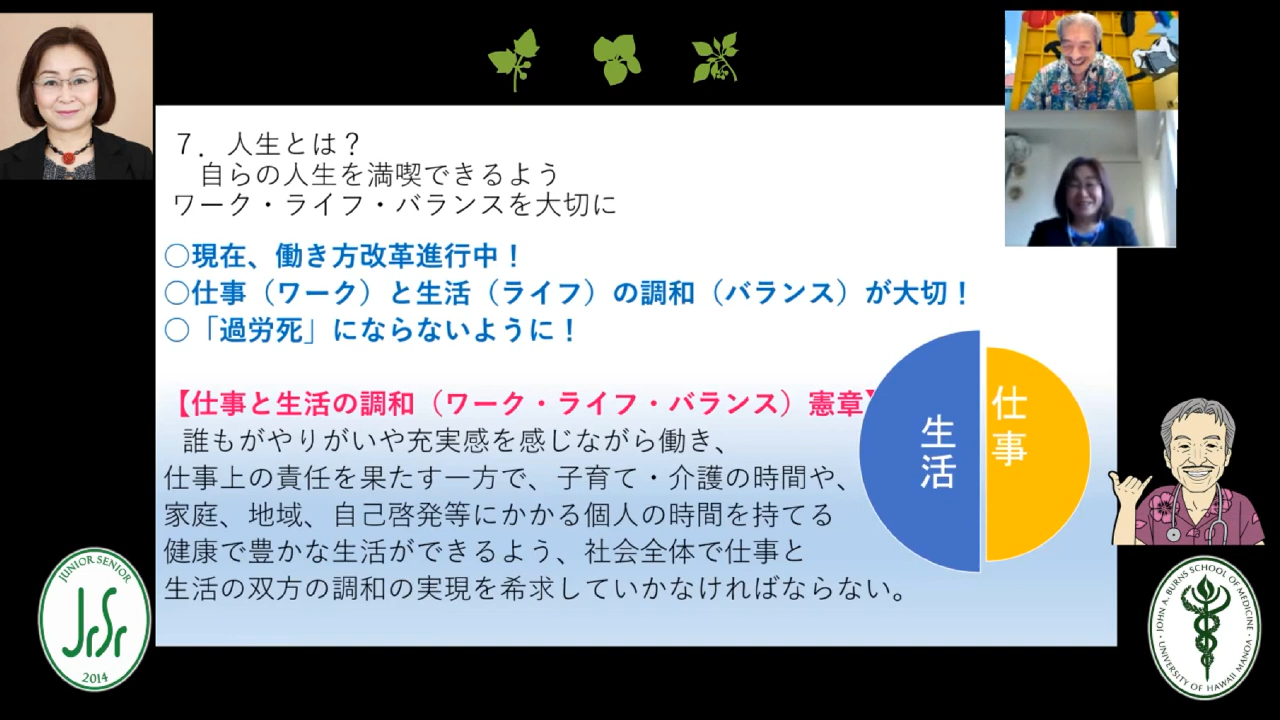 ７．人生とは？
自らの人生を満喫できるよう
ワーク・ライフ・バランスを大切に
〇現在、働き方改革進行中！
〇仕事（ワーク）と生活（ライフ）の調和（バランス）が大切！
〇「過労死」にならないように！
【仕事と生活の調和（ワーク・ライフ・バランス）憲章】
誰もがやりがいや充実感を感じながら働き、
仕事上の責任を果たす一方で、子育て・介護の時間や、
家庭、地域、自己啓発等にかかる個人の時間を持てる
健康で豊かな生活ができるよう、社会全体で仕事と
生活の双方の調和の実現を希求していかなければならない。
生活
仕事
JUNIOR SENIOR
JrSr
2014
JOHN A. BURNS SCHOOL OF MEDICINE
UNIVERSITY OF HAWAII MANOA